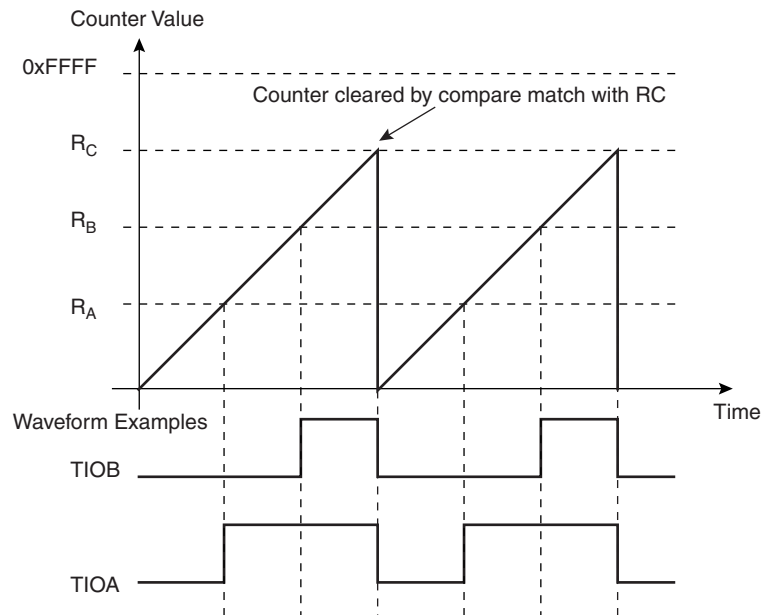 Counter Value
0xFFFF
Counter cleared by compare match with RC
RC
RB
RA
Time
Waveform Examples
TIOB
TIOA